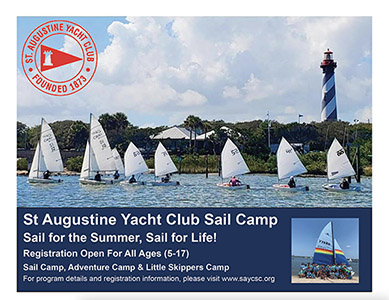 ST. AUGUSTINE YACHT CLUB
FOUNDED 1873
St Augustine Yacht Club Sail Camp
Sail for the Summer, Sail for Life!
Registration Open For All Ages (5-17)
Sail Camp, Adventure Camp & Little Skippers Camp
For program details and registration information, please visit www.saycsc.org